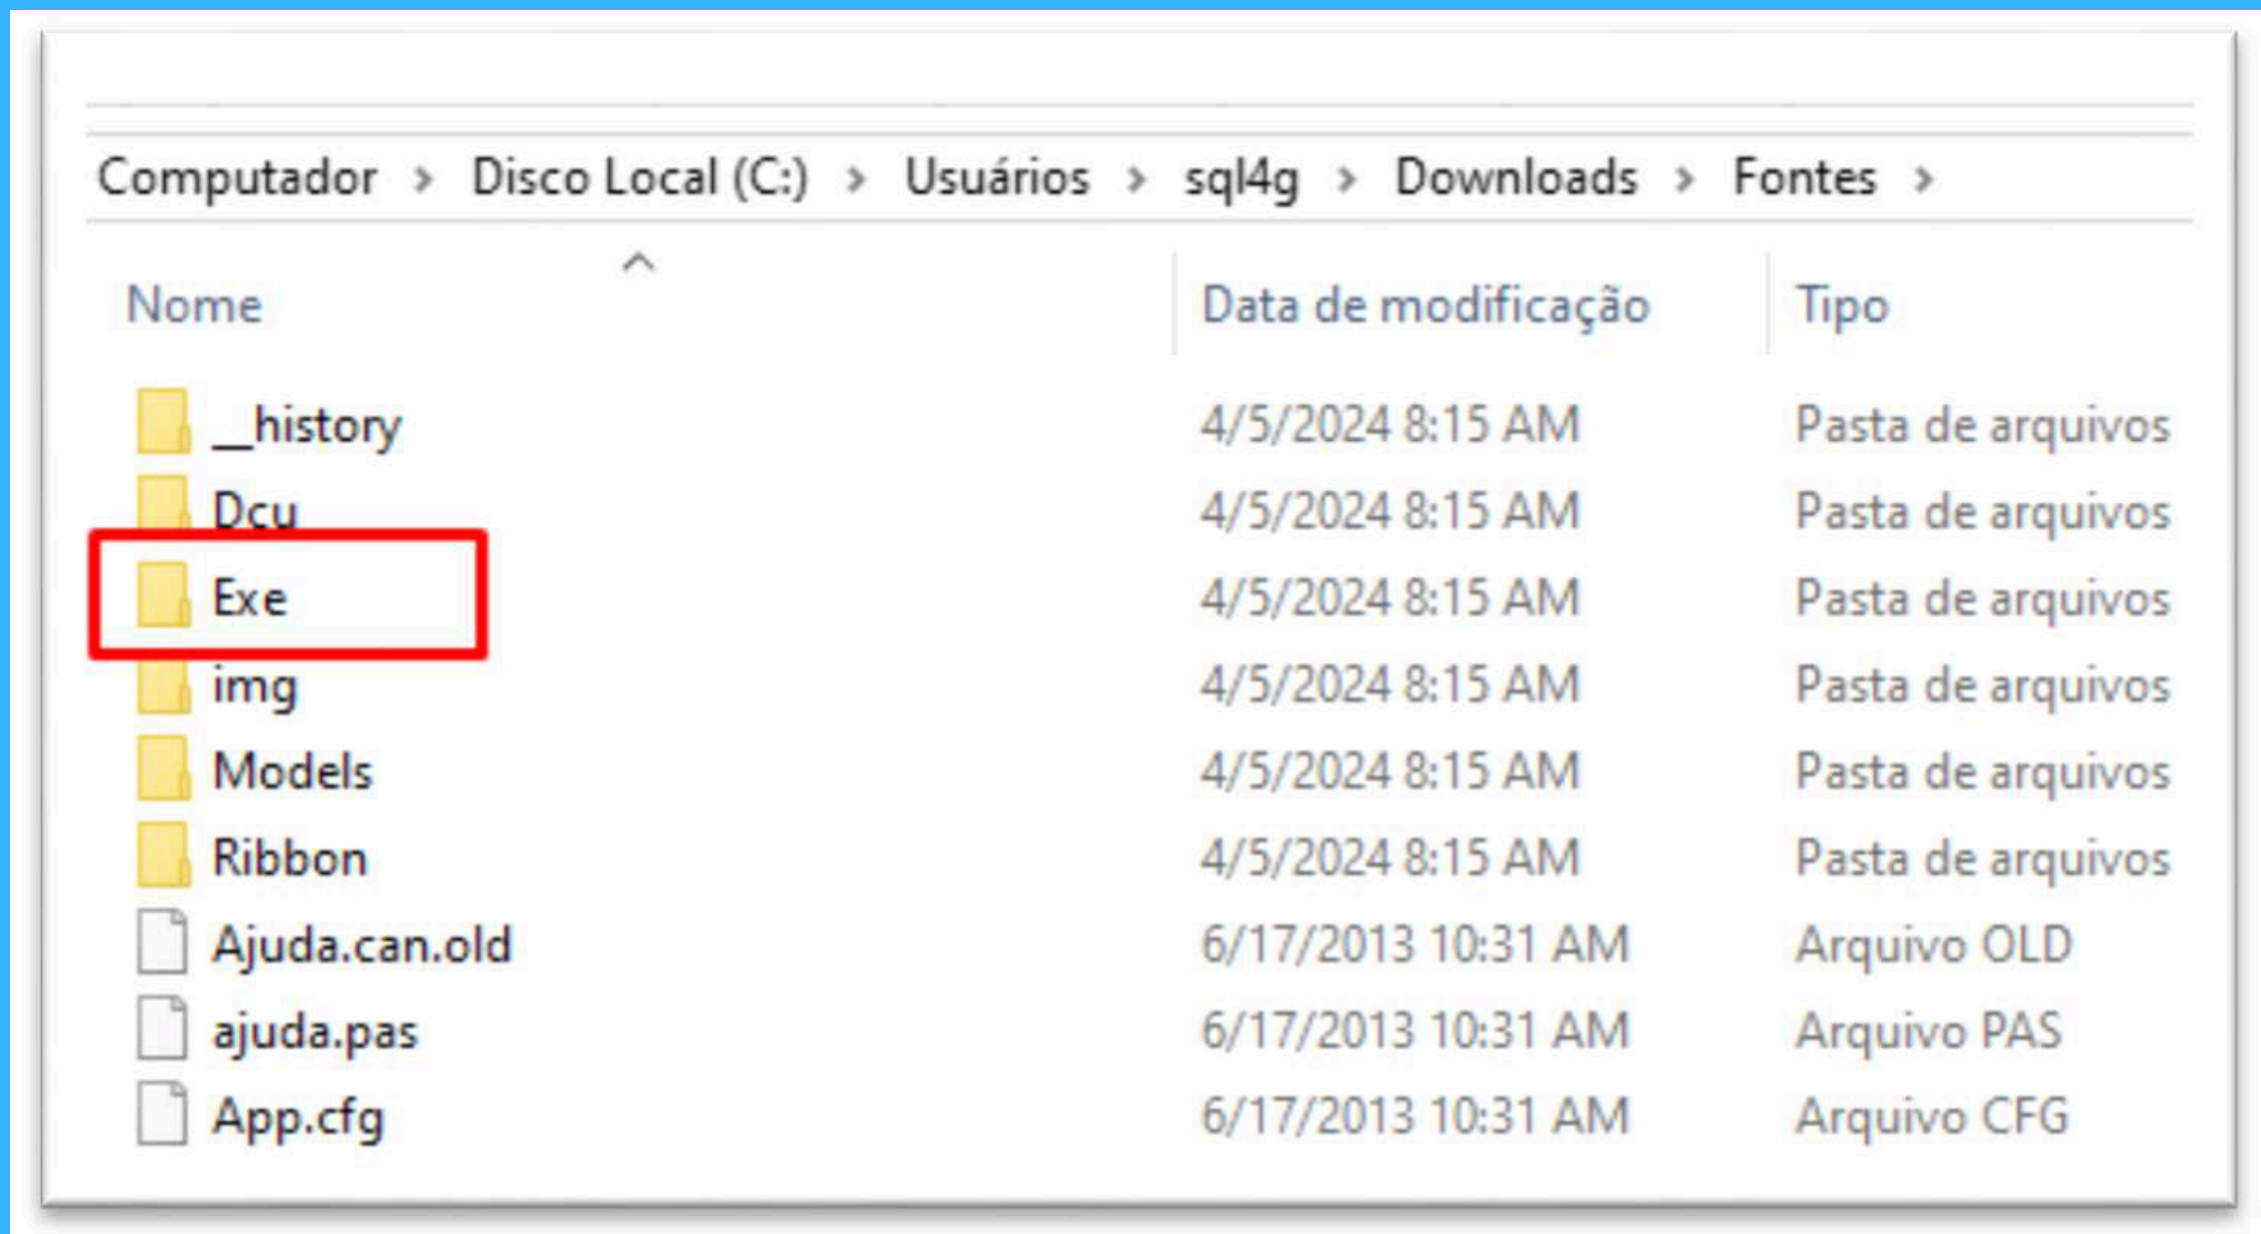 Computador > Disco Local (C:) > Usuários > sql4g > Downloads > Fontes >
Nome Data de modificação Tipo
__history 4/5/2024 8:15 AM Pasta de arquivos
Dcu 4/5/2024 8:15 AM Pasta de arquivos
Exe 4/5/2024 8:15 AM Pasta de arquivos
img 4/5/2024 8:15 AM Pasta de arquivos
Models 4/5/2024 8:15 AM Pasta de arquivos
Ribbon 4/5/2024 8:15 AM Pasta de arquivos
Ajuda.can.old 6/17/2013 10:31 AM Arquivo OLD
ajuda.pas 6/17/2013 10:31 AM Arquivo PAS
App.cfg 6/17/2013 10:31 AM Arquivo CFG